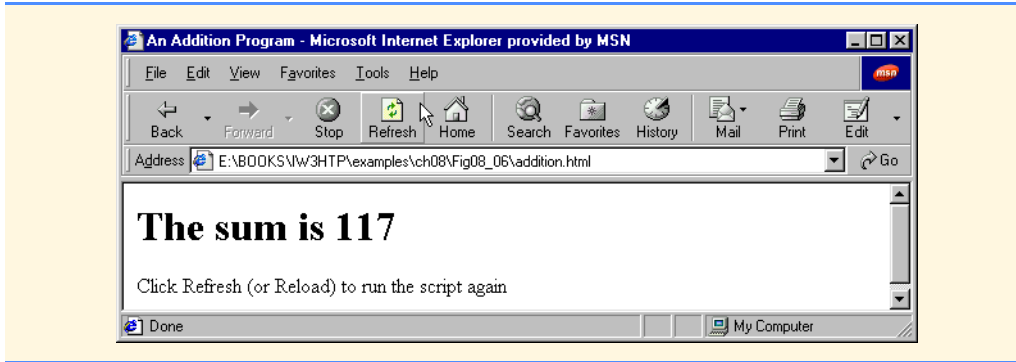 An Addition Program - Microsoft Internet Explorer provided by MSN
File Edit View Favorites Tools Help
msn
Back Forward Stop Refresh Home Search Favorites History Mail Print Edit
Address E:\BOOKS\IW3HTP\examples\ch08\Fig08_06\addition.html Go
The sum is 117
Click Refresh (or Reload) to run the script again
Done My Computer